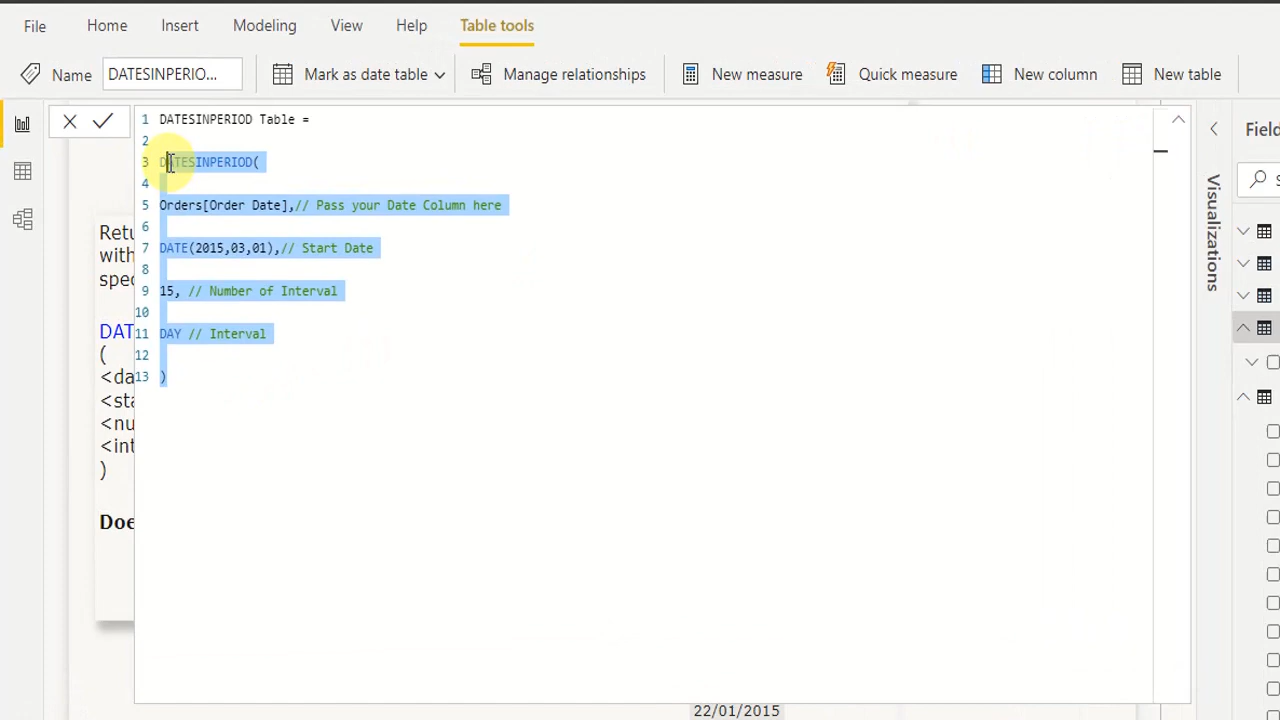 File Home Insert Modeling View Help Table tools
Name DATESINPERIO... Mark as date table Manage relationships New measure Quick measure New column New table
1 DATESINPERIOD Table =
2
3 DATESINPERIOD(
4
5 Orders[Order Date],// Pass your Date Column here
6
7 DATE(2015,03,01),// Start Date
8
9 15, // Number of Interval
10
11 DAY // Interval
12
13 )
Retu
with
spec
DAT
(
<da
<sta
<nu
<int
)
Doe
22/01/2015
Visualizations
Field
S